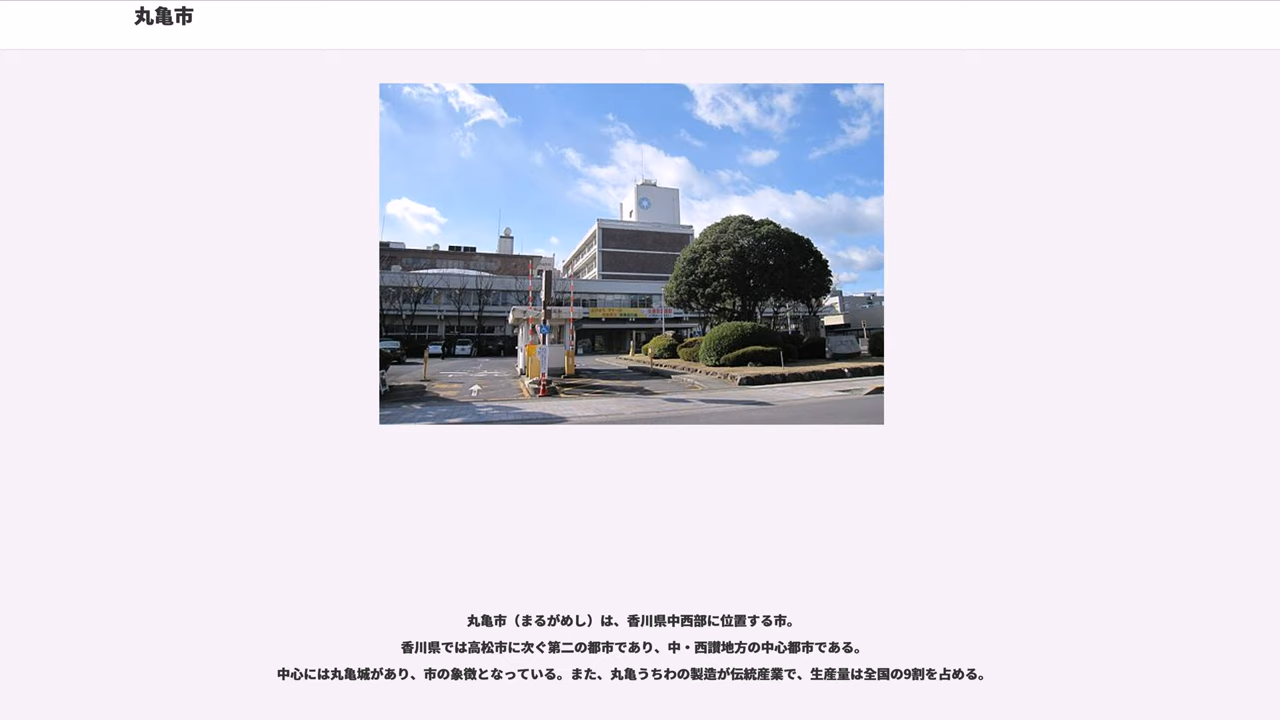 丸亀市
丸亀市（まるがめし）は、香川県中西部に位置する市。
香川県では高松市に次ぐ第二の都市であり、中・西讃地方の中心都市である。
中心には丸亀城があり、市の象徴となっている。また、丸亀うちわの製造が伝統産業で、生産量は全国の9割を占める。